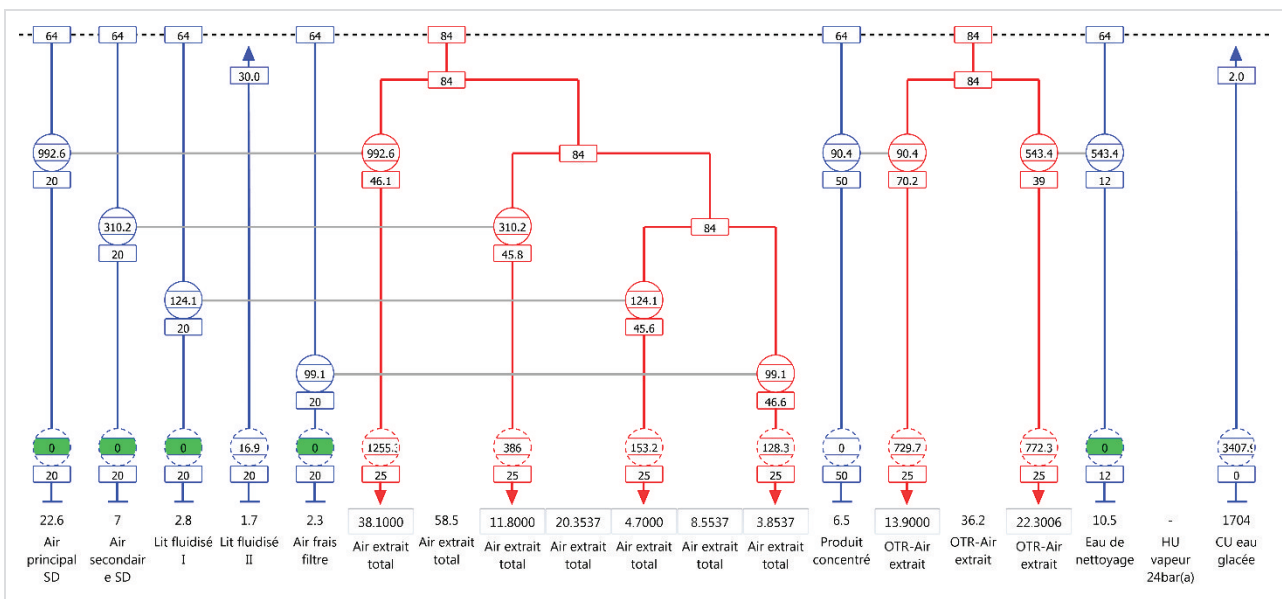 64 64 64 64 84 64 84 64
30.0 84 84 2.0
992.6 992.6 84 90.4 90.4 543.4 543.4
20 46.1 50 70.2 39 12
310.2 310.2 84
20 45.8
124.1 124.1
20 45.6
99.1 99.1
20 46.6
0 0 0 16.9 0 1255. 386 153.2 128.3 0 729.7 772.3 0 3407.9
20 20 20 20 20 25 25 25 25 50 25 25 12 0
22.6 7 2.8 1.7 2.3 38.1000 58.5 11.8000 20.3537 4.7000 8.5537 3.8537 6.5 13.9000 36.2 22.3006 10.5 - 1704
Air Air Lit fluidisé Lit fluidisé Air frais Air extrait Air extrait Air extrait Air extrait Air extrait Air extrait Air extrait Produit OTR-Air OTR-Air OTR-Air Eau de HU CU eau
principal secondair I II filtre total total total total total total total concentré extrait extrait extrait nettoyage vapeur glacée
SD e SD 24bar(a)